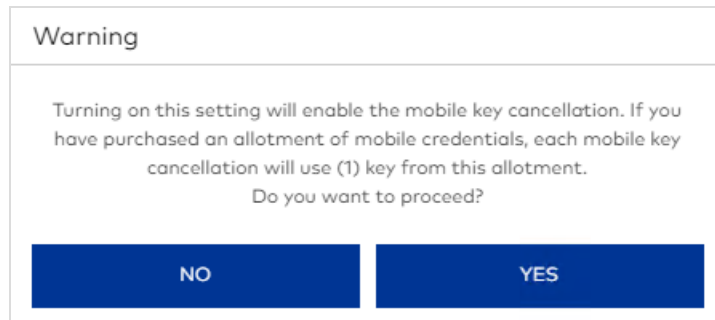 Warning
Turning on this setting will enable the mobile key cancellation. If you
have purchased an allotment of mobile credentials, each mobile key
cancellation will use (1) key from this allotment.
Do you want to proceed?
NO
YES